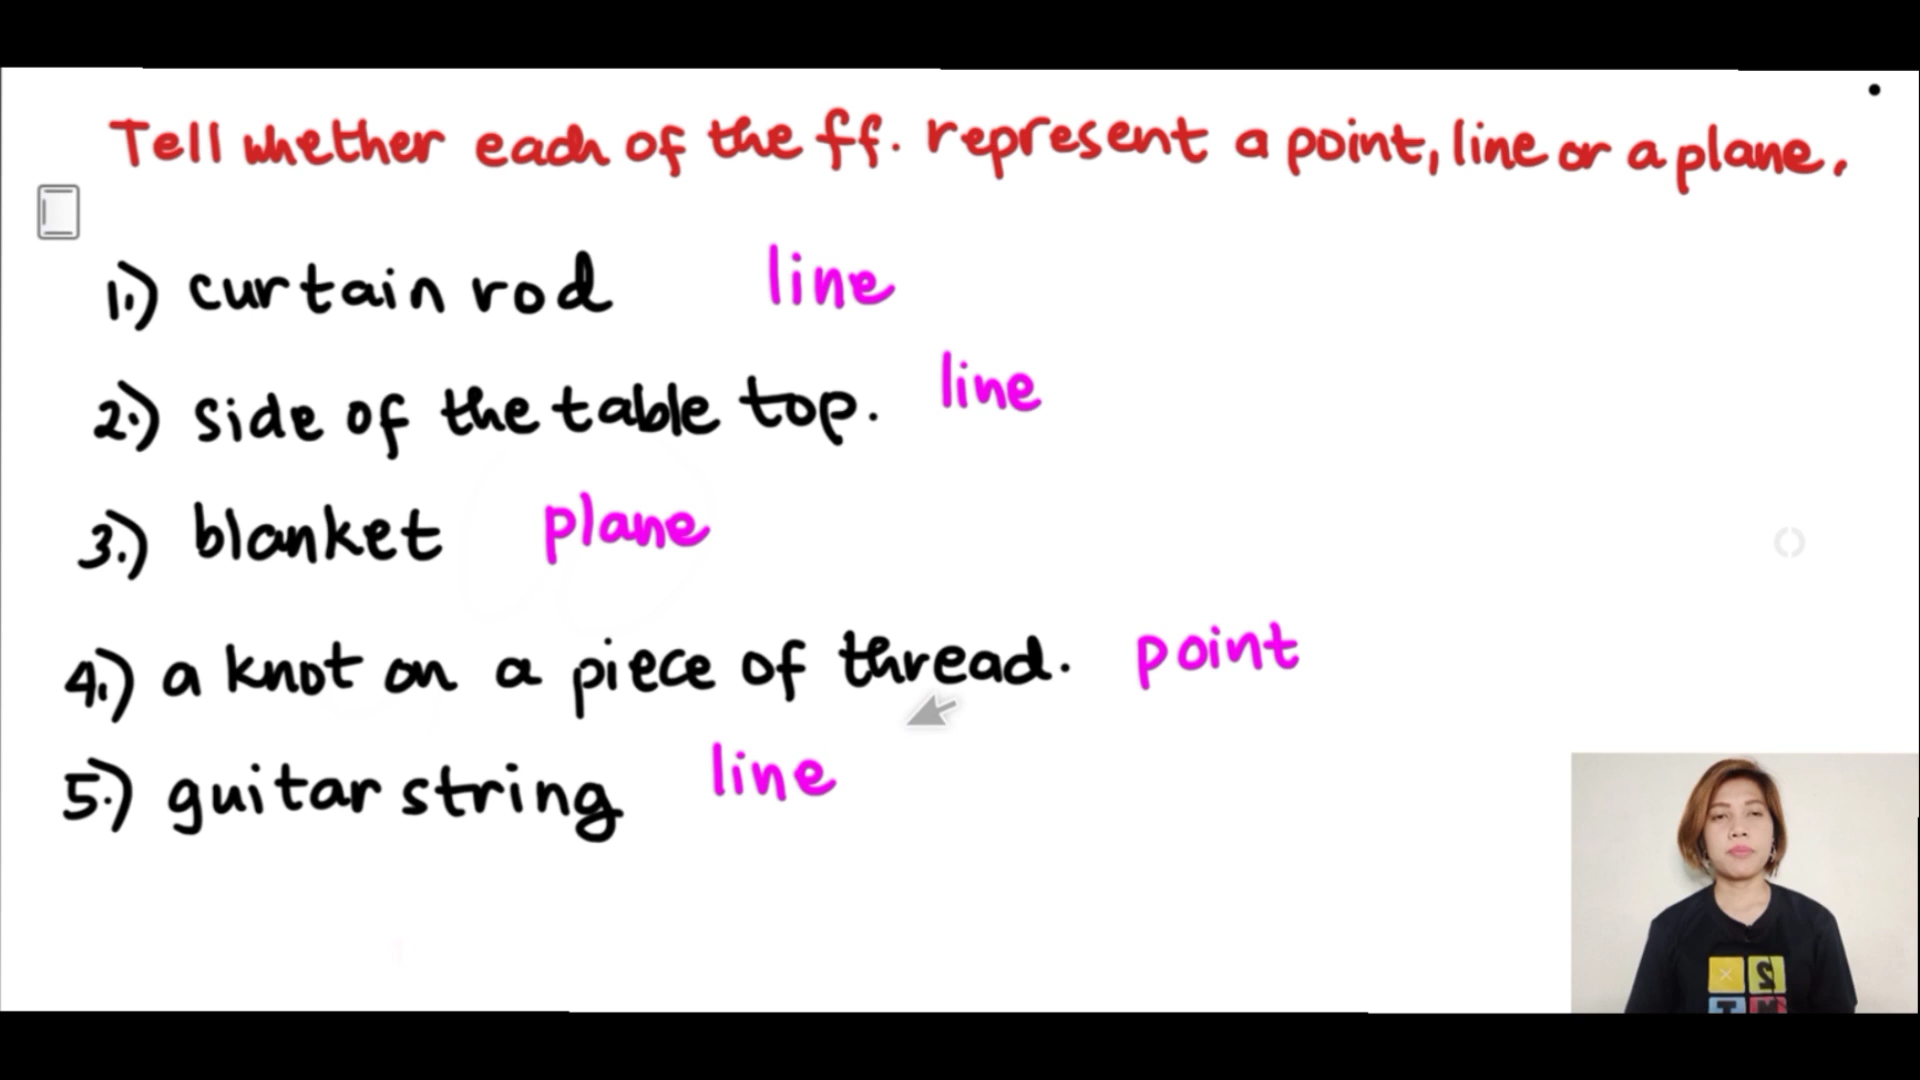 Tell whether each of the ff. represent a point, line or a plane.
1.) curtain rod line
2.) side of the table top. line
3.) blanket plane
4.) a knot on a piece of thread. point
5.) guitar string line